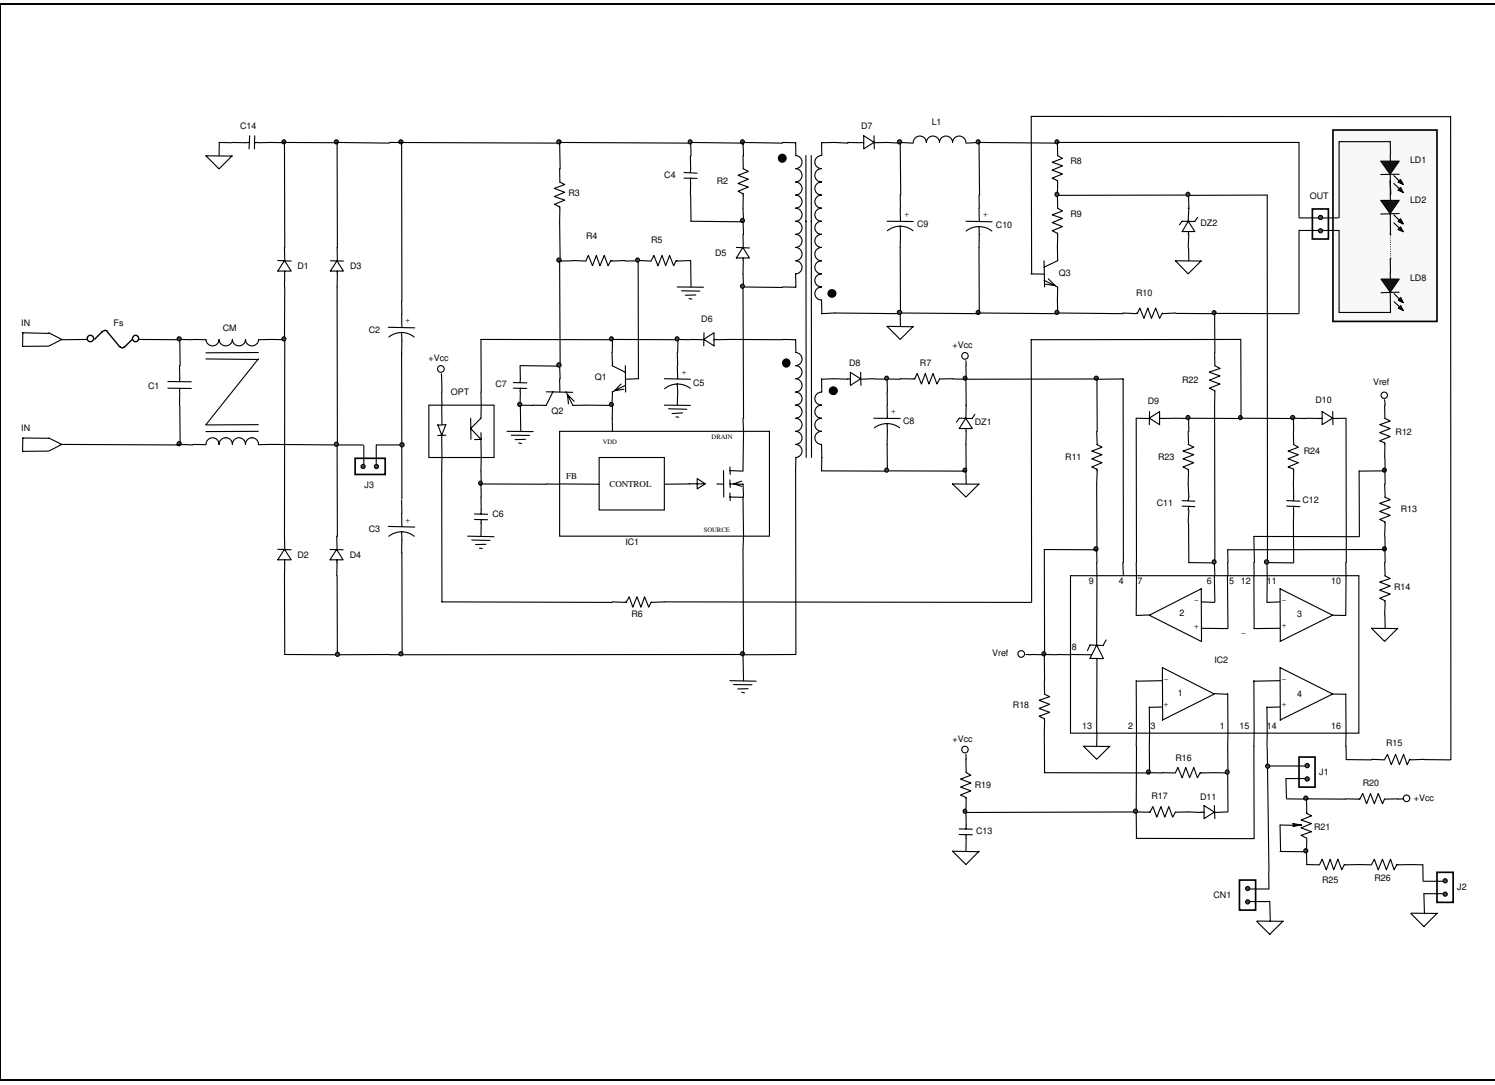 C14
D7
L1
R8
LD1
C4
R2
R3
OUT
LD2
+
C9
+
C10
R9
DZ2
R4
R5
D5
D1
D3
Q3
LD8
R10
IN
Fs
CM
C2
+
D6
+Vcc
+Vcc
D8
R7
R22
Vref
C1
OPT
C7
Q1
+
C5
D9
D10
Q2
+
C8
DZ1
R12
IN
VDD
DRAIN
R11
R23
R24
J3
FB
CONTROL
C11
C12
R13
C6
C3
+
SOURCE
IC1
D2
D4
9
4
7
6
5
12
11
10
R14
R6
−
2
+
−
3
+
−
Vref
8
IC2
R18
−
1
+
−
4
+
13
2
3
1
15
14
16
+Vcc
R15
R16
J1
R19
R17
D11
R20
+Vcc
C13
R21
R25
R26
J2
CN1